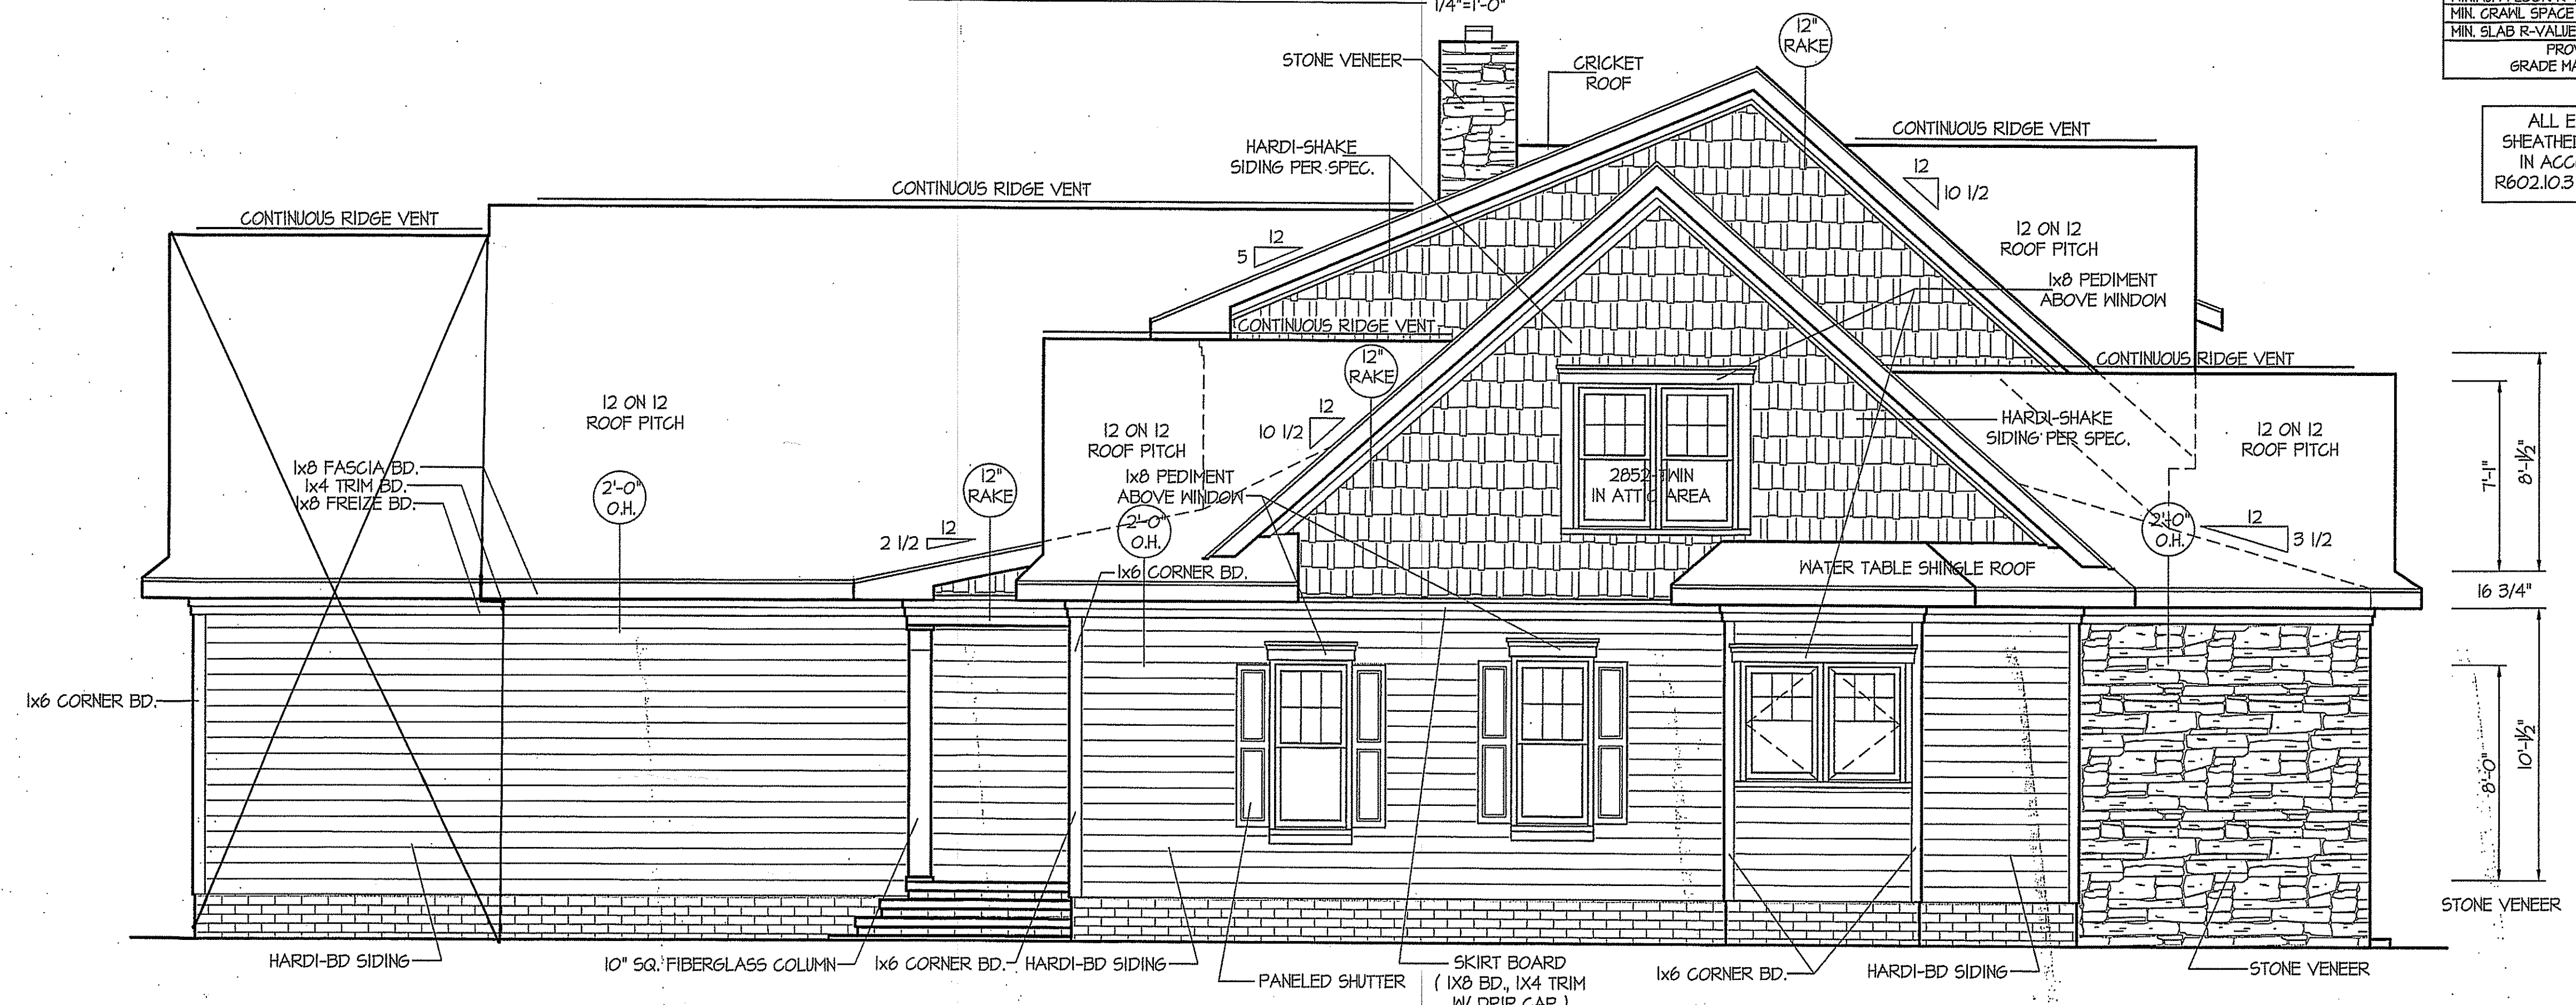 1/4"=1'-0"
MIN. CRAWL SPACE
MIN. SLAB R-VALUE
PROV
GRADE MA
ALL E
SHEATHE
IN ACC
R602.10.3
12"
RAKE
STONE VENEER
CRICKET
ROOF
CONTINUOUS RIDGE VENT
HARDI-SHAKE
SIDING PER SPEC.
12
10 1/2
CONTINUOUS RIDGE VENT
CONTINUOUS RIDGE VENT
12 ON 12
ROOF PITCH
12
5
1x8 PEDIMENT
ABOVE WINDOW
CONTINUOUS RIDGE VENT
12"
RAKE
CONTINUOUS RIDGE VENT
12 ON 12
ROOF PITCH
12
10 1/2
12 ON 12
ROOF PITCH
HARDI-SHAKE
SIDING PER SPEC.
12 ON 12
ROOF PITCH
7'-1"
8'-1½"
1x8 FASCIA BD.
1x4 TRIM BD.
1x8 FREIZE BD.
2'-0"
O.H.
12"
RAKE
1x8 PEDIMENT
ABOVE WINDOW
2852 TWIN
IN ATTIC AREA
12
2 1/2
2'-0"
O.H.
2'-0"
O.H.
12
3 1/2
1x6 CORNER BD.
WATER TABLE SHINGLE ROOF
16 3/4"
1x6 CORNER BD.
8'-0"
10'-1½"
STONE VENEER
HARDI-BD SIDING
10" SQ. FIBERGLASS COLUMN
1x6 CORNER BD.
HARDI-BD SIDING
PANELED SHUTTER
SKIRT BOARD
( 1X8 BD., 1X4 TRIM
W/ DRIP CAP )
1x6 CORNER BD.
HARDI-BD SIDING
STONE VENEER